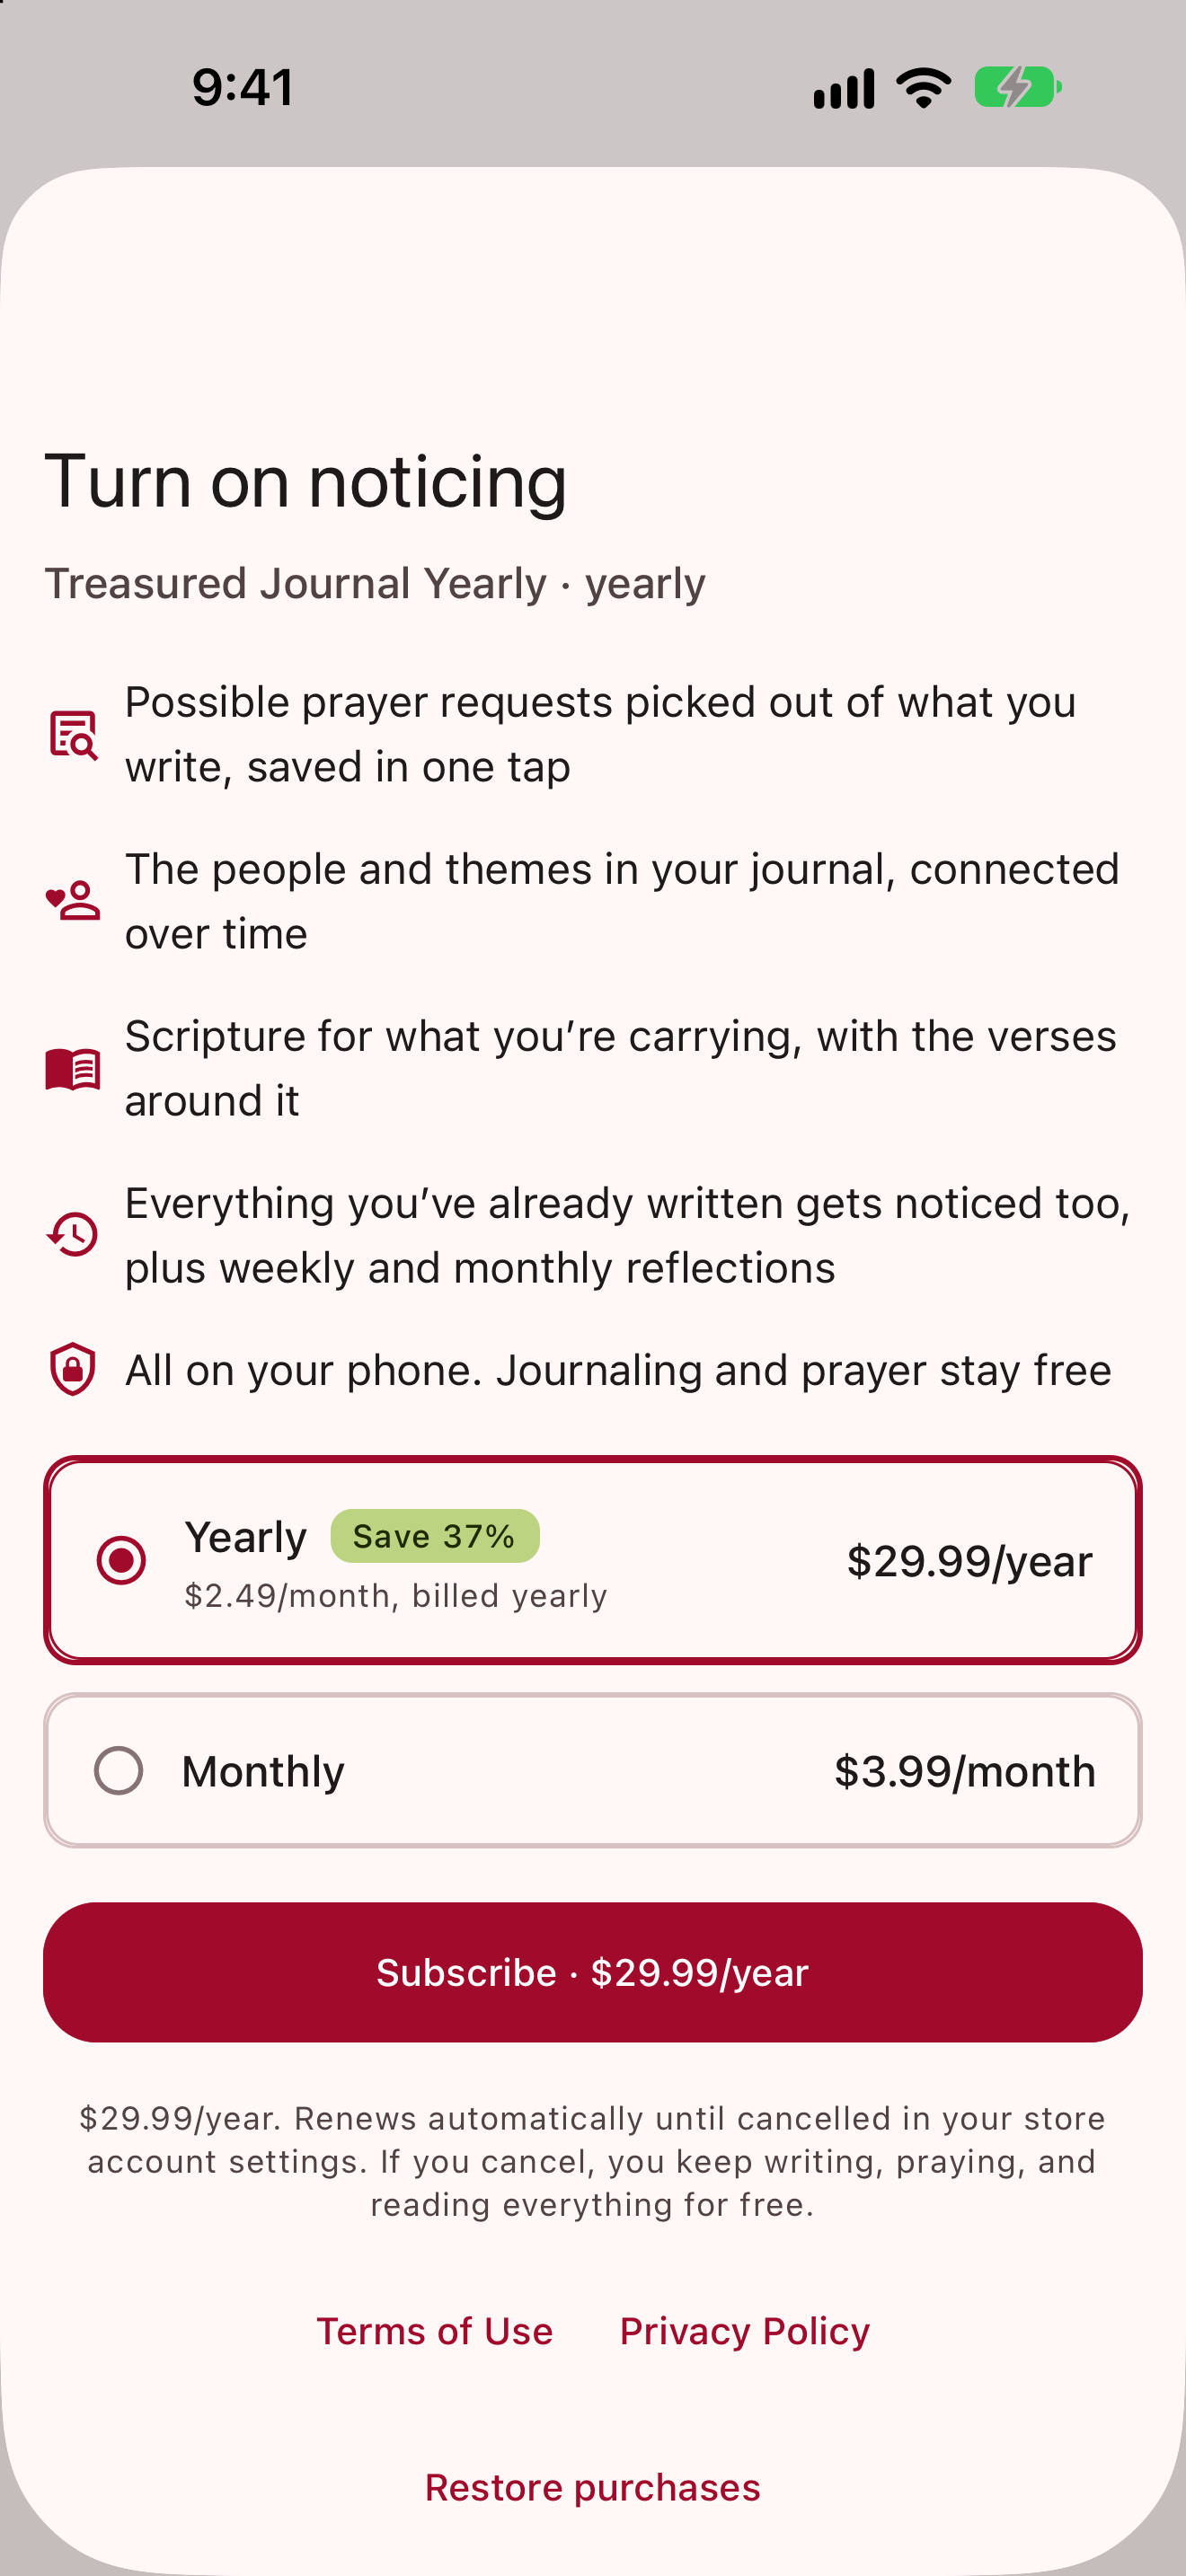 9:41
Turn on noticing
Treasured Journal Yearly · yearly
Possible prayer requests picked out of what you
write, saved in one tap
The people and themes in your journal, connected
over time
Scripture for what you’re carrying, with the verses
around it
Everything you’ve already written gets noticed too,
plus weekly and monthly reflections
All on your phone. Journaling and prayer stay free
Yearly Save 37%
$2.49/month, billed yearly
$29.99/year
Monthly $3.99/month
Subscribe · $29.99/year
$29.99/year. Renews automatically until cancelled in your store
account settings. If you cancel, you keep writing, praying, and
reading everything for free.
Terms of Use Privacy Policy
Restore purchases